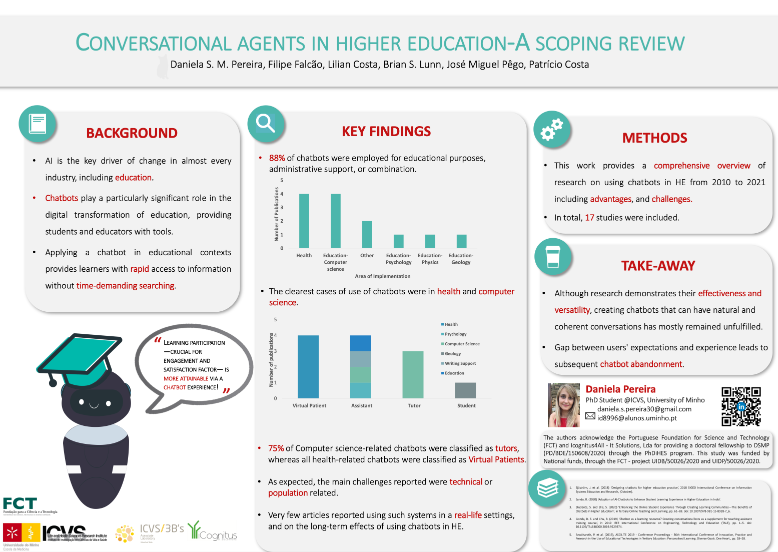 CONVERSATIONAL AGENTS IN HIGHER EDUCATION-A SCOPING REVIEW
Daniela S. M. Pereira, Filipe Falcão, Lilian Costa, Brian S. Lunn, José Miguel Pêgo, Patrício Costa
BACKGROUND
• AI is the key driver of change in almost every
industry, including education.
• Chatbots play a particularly significant role in the
digital transformation of education, providing
students and educators with tools.
• Applying a chatbot in educational contexts
provides learners with rapid access to information
without time-demanding searching.
" LEARNING PARTICIPATION
—CRUCIAL FOR
ENGAGEMENT AND
SATISFACTION FACTOR— IS
MORE ATTAINABLE VIA A
CHATBOT EXPERIENCE! "
FCT
ICVS
ICVS/3B's
Cognitus
KEY FINDINGS
• 88% of chatbots were employed for educational purposes,
administrative support, or combination.
Number of Publications
5
4
3
2
1
0
Health
Education-Computer science
Other
Education-Psychology
Education-Physics
Education-Geology
Area of Implementation
• The clearest cases of use of chatbots were in health and computer
science.
Number of publications
5
4
3
2
1
0
Virtual Patient
Assistant
Tutor
Student
Health
Psychology
Computer Science
Geology
Writing support
Education
• 75% of Computer science-related chatbots were classified as tutors,
whereas all health-related chatbots were classified as Virtual Patients.
• As expected, the main challenges reported were technical or
population related.
• Very few articles reported using such systems in a real-life settings,
and on the long-term effects of using chatbots in HE.
METHODS
• This work provides a comprehensive overview of
research on using chatbots in HE from 2010 to 2021
including advantages, and challenges.
• In total, 17 studies were included.
TAKE-AWAY
• Although research demonstrates their effectiveness and
versatility, creating chatbots that can have natural and
coherent conversations has mostly remained unfulfilled.
• Gap between users' expectations and experience leads to
subsequent chatbot abandonment.
Daniela Pereira
PhD Student @ICVS, University of Minho
daniela.s.pereira30@gmail.com
id8996@alunos.uminho.pt
The authors acknowledge the Portuguese Foundation for Science and Technology
(FCT) and Icognitus4All - It Solutions, Lda for providing a doctoral fellowship to DSMP
(PD/BDE/150608/2020) through the PhDIHES program. This study was funded by
National funds, through the FCT - project UIDB/50026/2020 and UIDP/50026/2020.